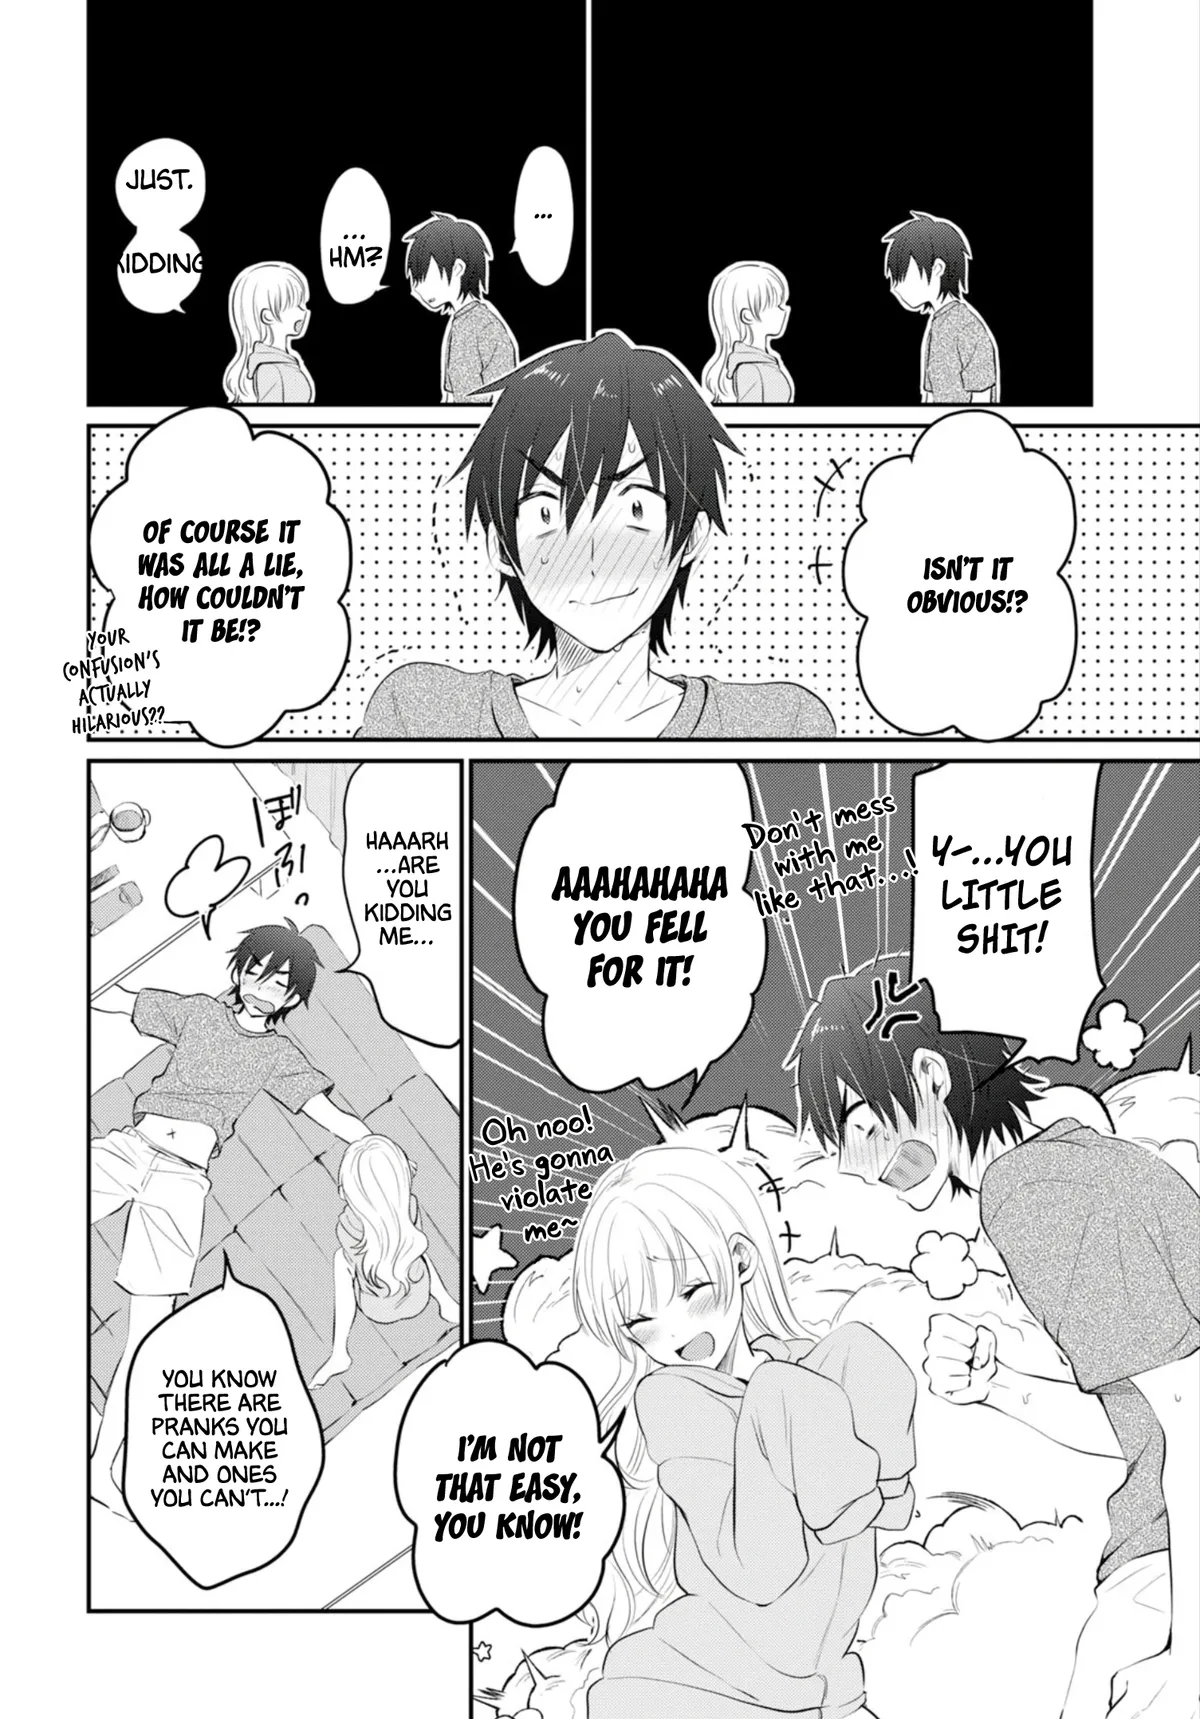 ...
...
HM?
JUST.
KIDDING
ISN'T IT
OBVIOUS!?
OF COURSE IT
WAS ALL A LIE,
HOW COULDN'T
IT BE!?
YOUR
CONFUSION'S
ACTUALLY
HILARIOUS??
Y-...YOU
LITTLE
SHIT!
Don't mess
with me
like that...!
AAAHAHAHA
YOU FELL
FOR IT!
Oh noo!
He's gonna
violate
me~
I'M NOT
THAT EASY,
YOU KNOW!
HAAARH
...ARE
YOU
KIDDING
ME...
ぼふっ
YOU KNOW
THERE ARE
PRANKS YOU
CAN MAKE
AND ONES
YOU CAN'T...!